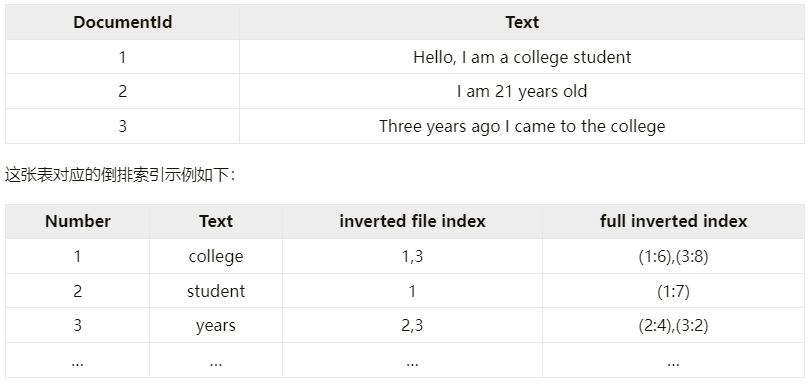 DocumentId Text
1 Hello, I am a college student
2 I am 21 years old
3 Three years ago I came to the college
这张表对应的倒排索引示例如下：
Number Text inverted file index full inverted index
1 college 1,3 (1:6),(3:8)
2 student 1 (1:7)
3 years 2,3 (2:4),(3:2)
... ... ... ...